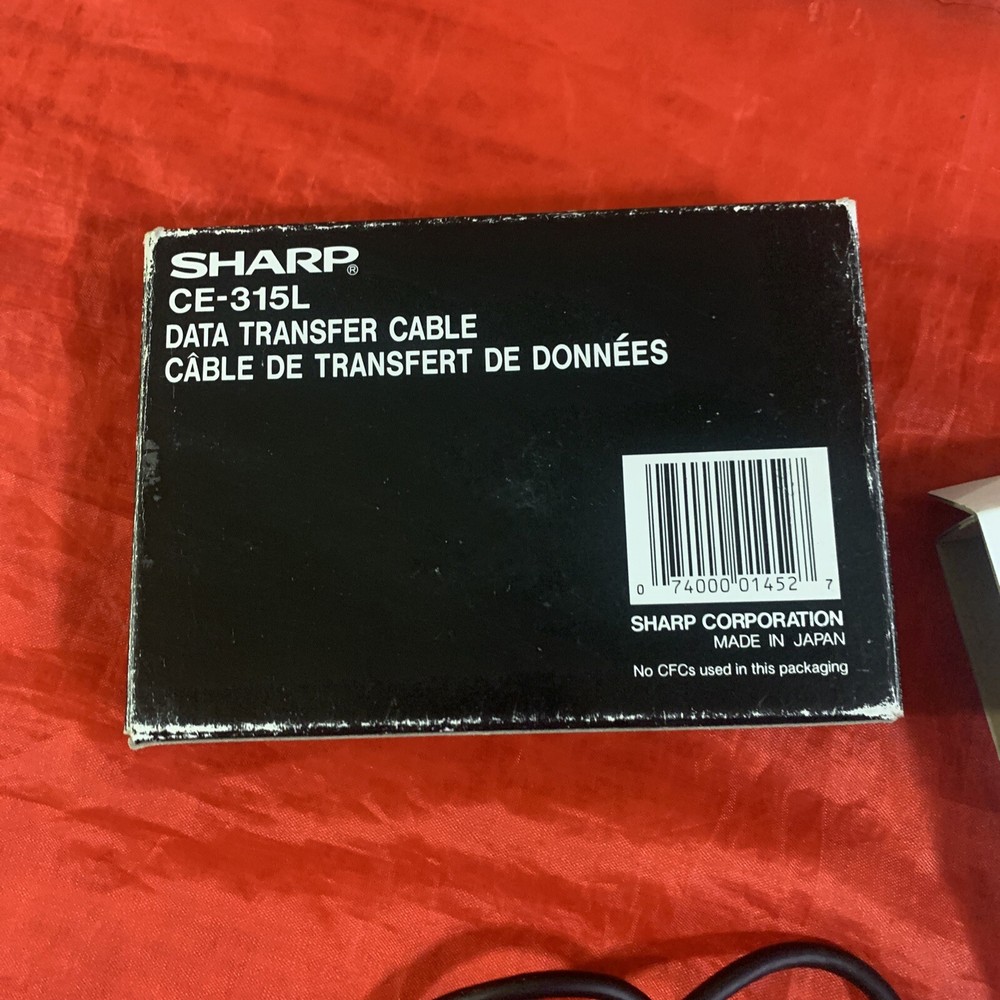 SHARP®
CE-315L
DATA TRANSFER CABLE
CÂBLE DE TRANSFERT DE DONNÉES
0 74000 01452 7
SHARP CORPORATION
MADE IN JAPAN
No CFCs used in this packaging